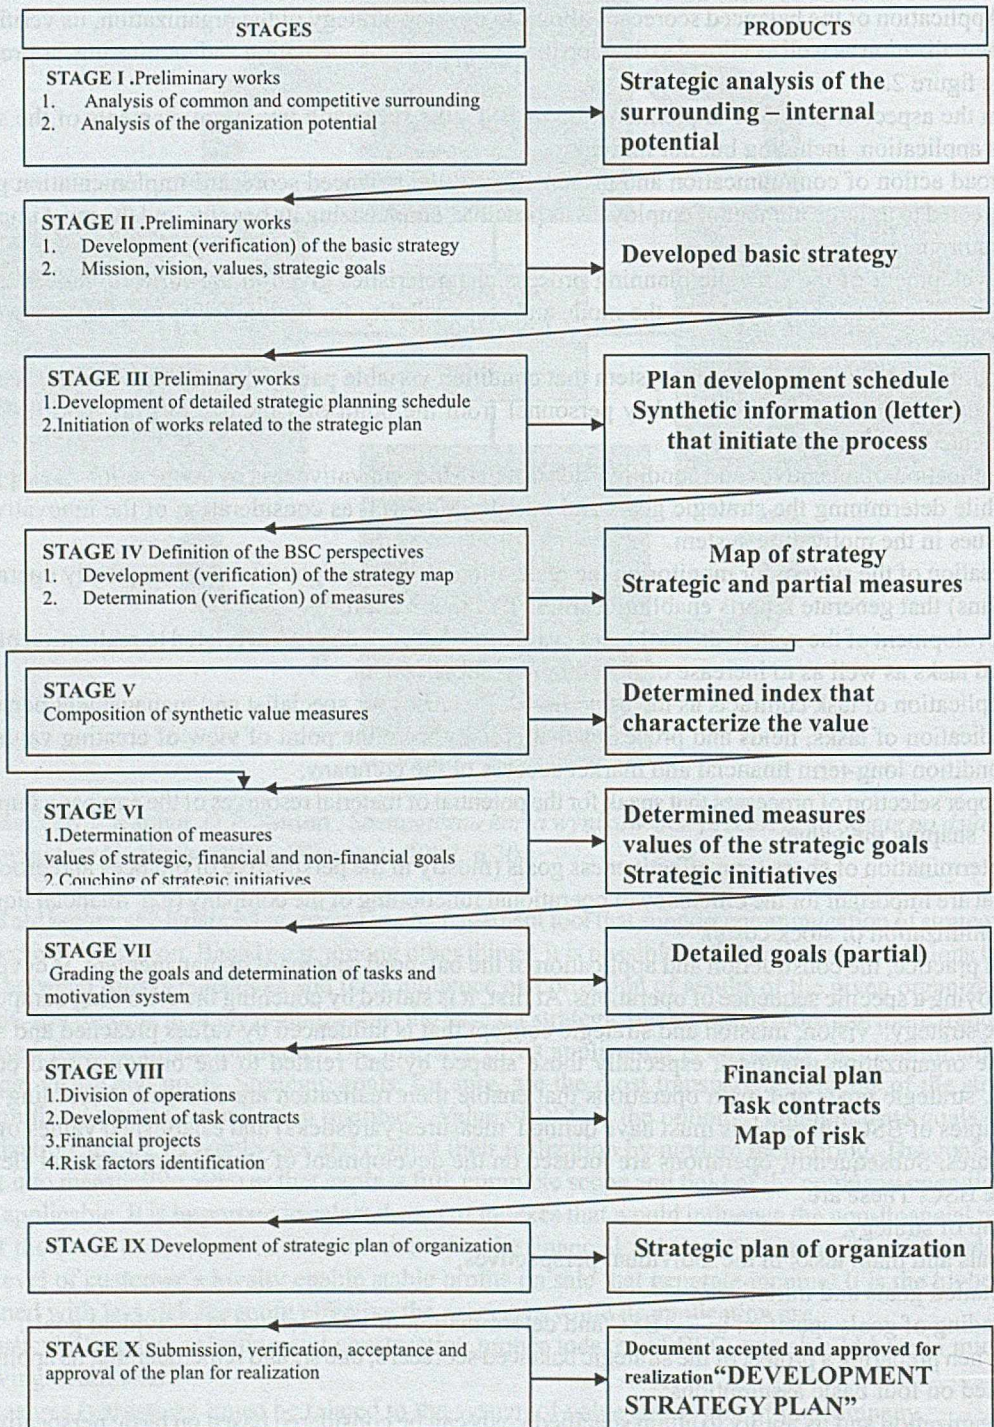 STAGES
PRODUCTS
STAGE I .Preliminary works
1. Analysis of common and competitive surrounding
2. Analysis of the organization potential
Strategic analysis of the
surrounding – internal
potential
STAGE II .Preliminary works
1. Development (verification) of the basic strategy
2. Mission, vision, values, strategic goals
Developed basic strategy
STAGE III Preliminary works
1.Development of detailed strategic planning schedule
2.Initiation of works related to the strategic plan
Plan development schedule
Synthetic information (letter)
that initiate the process
STAGE IV Definition of the BSC perspectives
1. Development (verification) of the strategy map
2. Determination (verification) of measures
Map of strategy
Strategic and partial measures
STAGE V
Composition of synthetic value measures
Determined index that
characterize the value
STAGE VI
1.Determination of measures
values of strategic, financial and non-financial goals
2.Couching of strategic initiatives
Determined measures
values of the strategic goals
Strategic initiatives
STAGE VII
Grading the goals and determination of tasks and
motivation system
Detailed goals (partial)
STAGE VIII
1.Division of operations
2.Development of task contracts
3.Financial projects
4.Risk factors identification
Financial plan
Task contracts
Map of risk
STAGE IX Development of strategic plan of organization
Strategic plan of organization
STAGE X Submission, verification, acceptance and
approval of the plan for realization
Document accepted and approved for
realization“DEVELOPMENT
STRATEGY PLAN”